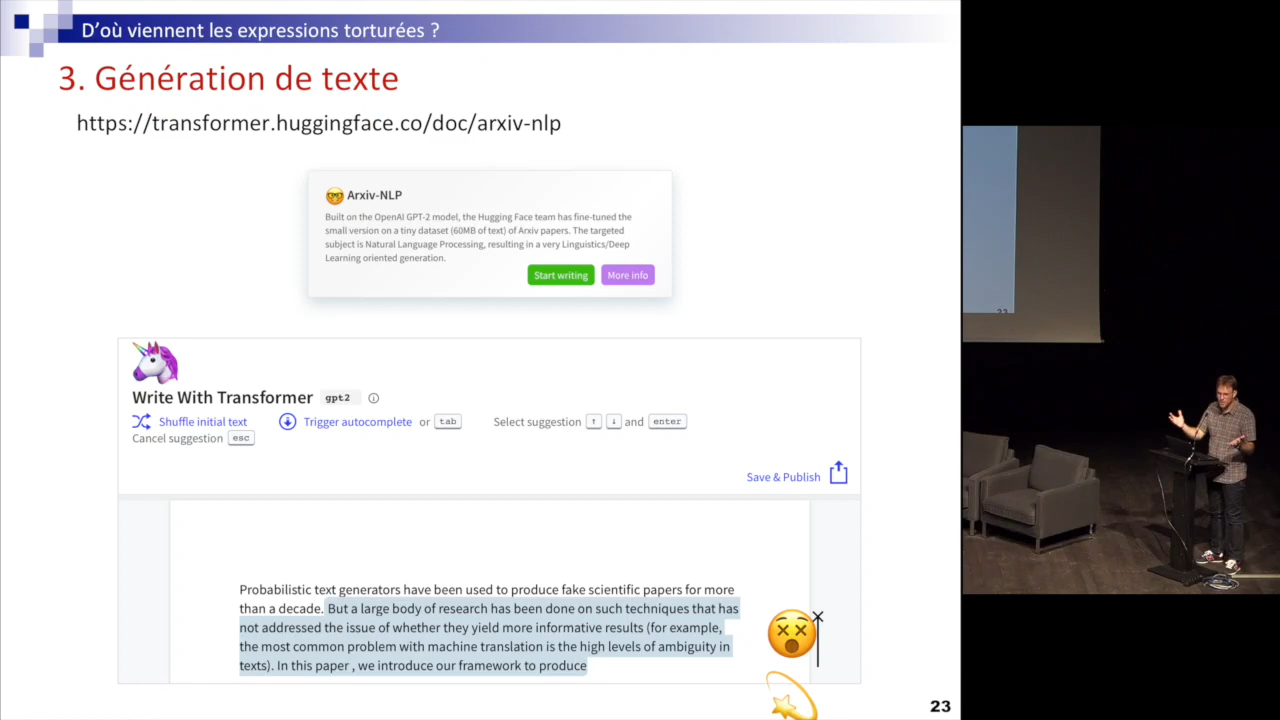 D'où viennent les expressions torturées ?
3. Génération de texte
https://transformer.huggingface.co/doc/arxiv-nlp
Arxiv-NLP
Built on the OpenAI GPT-2 model, the Hugging Face team has fine-tuned the
small version on a tiny dataset (60MB of text) of Arxiv papers. The targeted
subject is Natural Language Processing, resulting in a very Linguistics/Deep
Learning oriented generation.
Start writing More info
Write With Transformer gpt2
Shuffle initial text Trigger autocomplete or tab Select suggestion ↑ ↓ and enter
Cancel suggestion esc
Save & Publish
Probabilistic text generators have been used to produce fake scientific papers for more
than a decade. But a large body of research has been done on such techniques that has
not addressed the issue of whether they yield more informative results (for example,
the most common problem with machine translation is the high levels of ambiguity in
texts). In this paper , we introduce our framework to produce
23
23